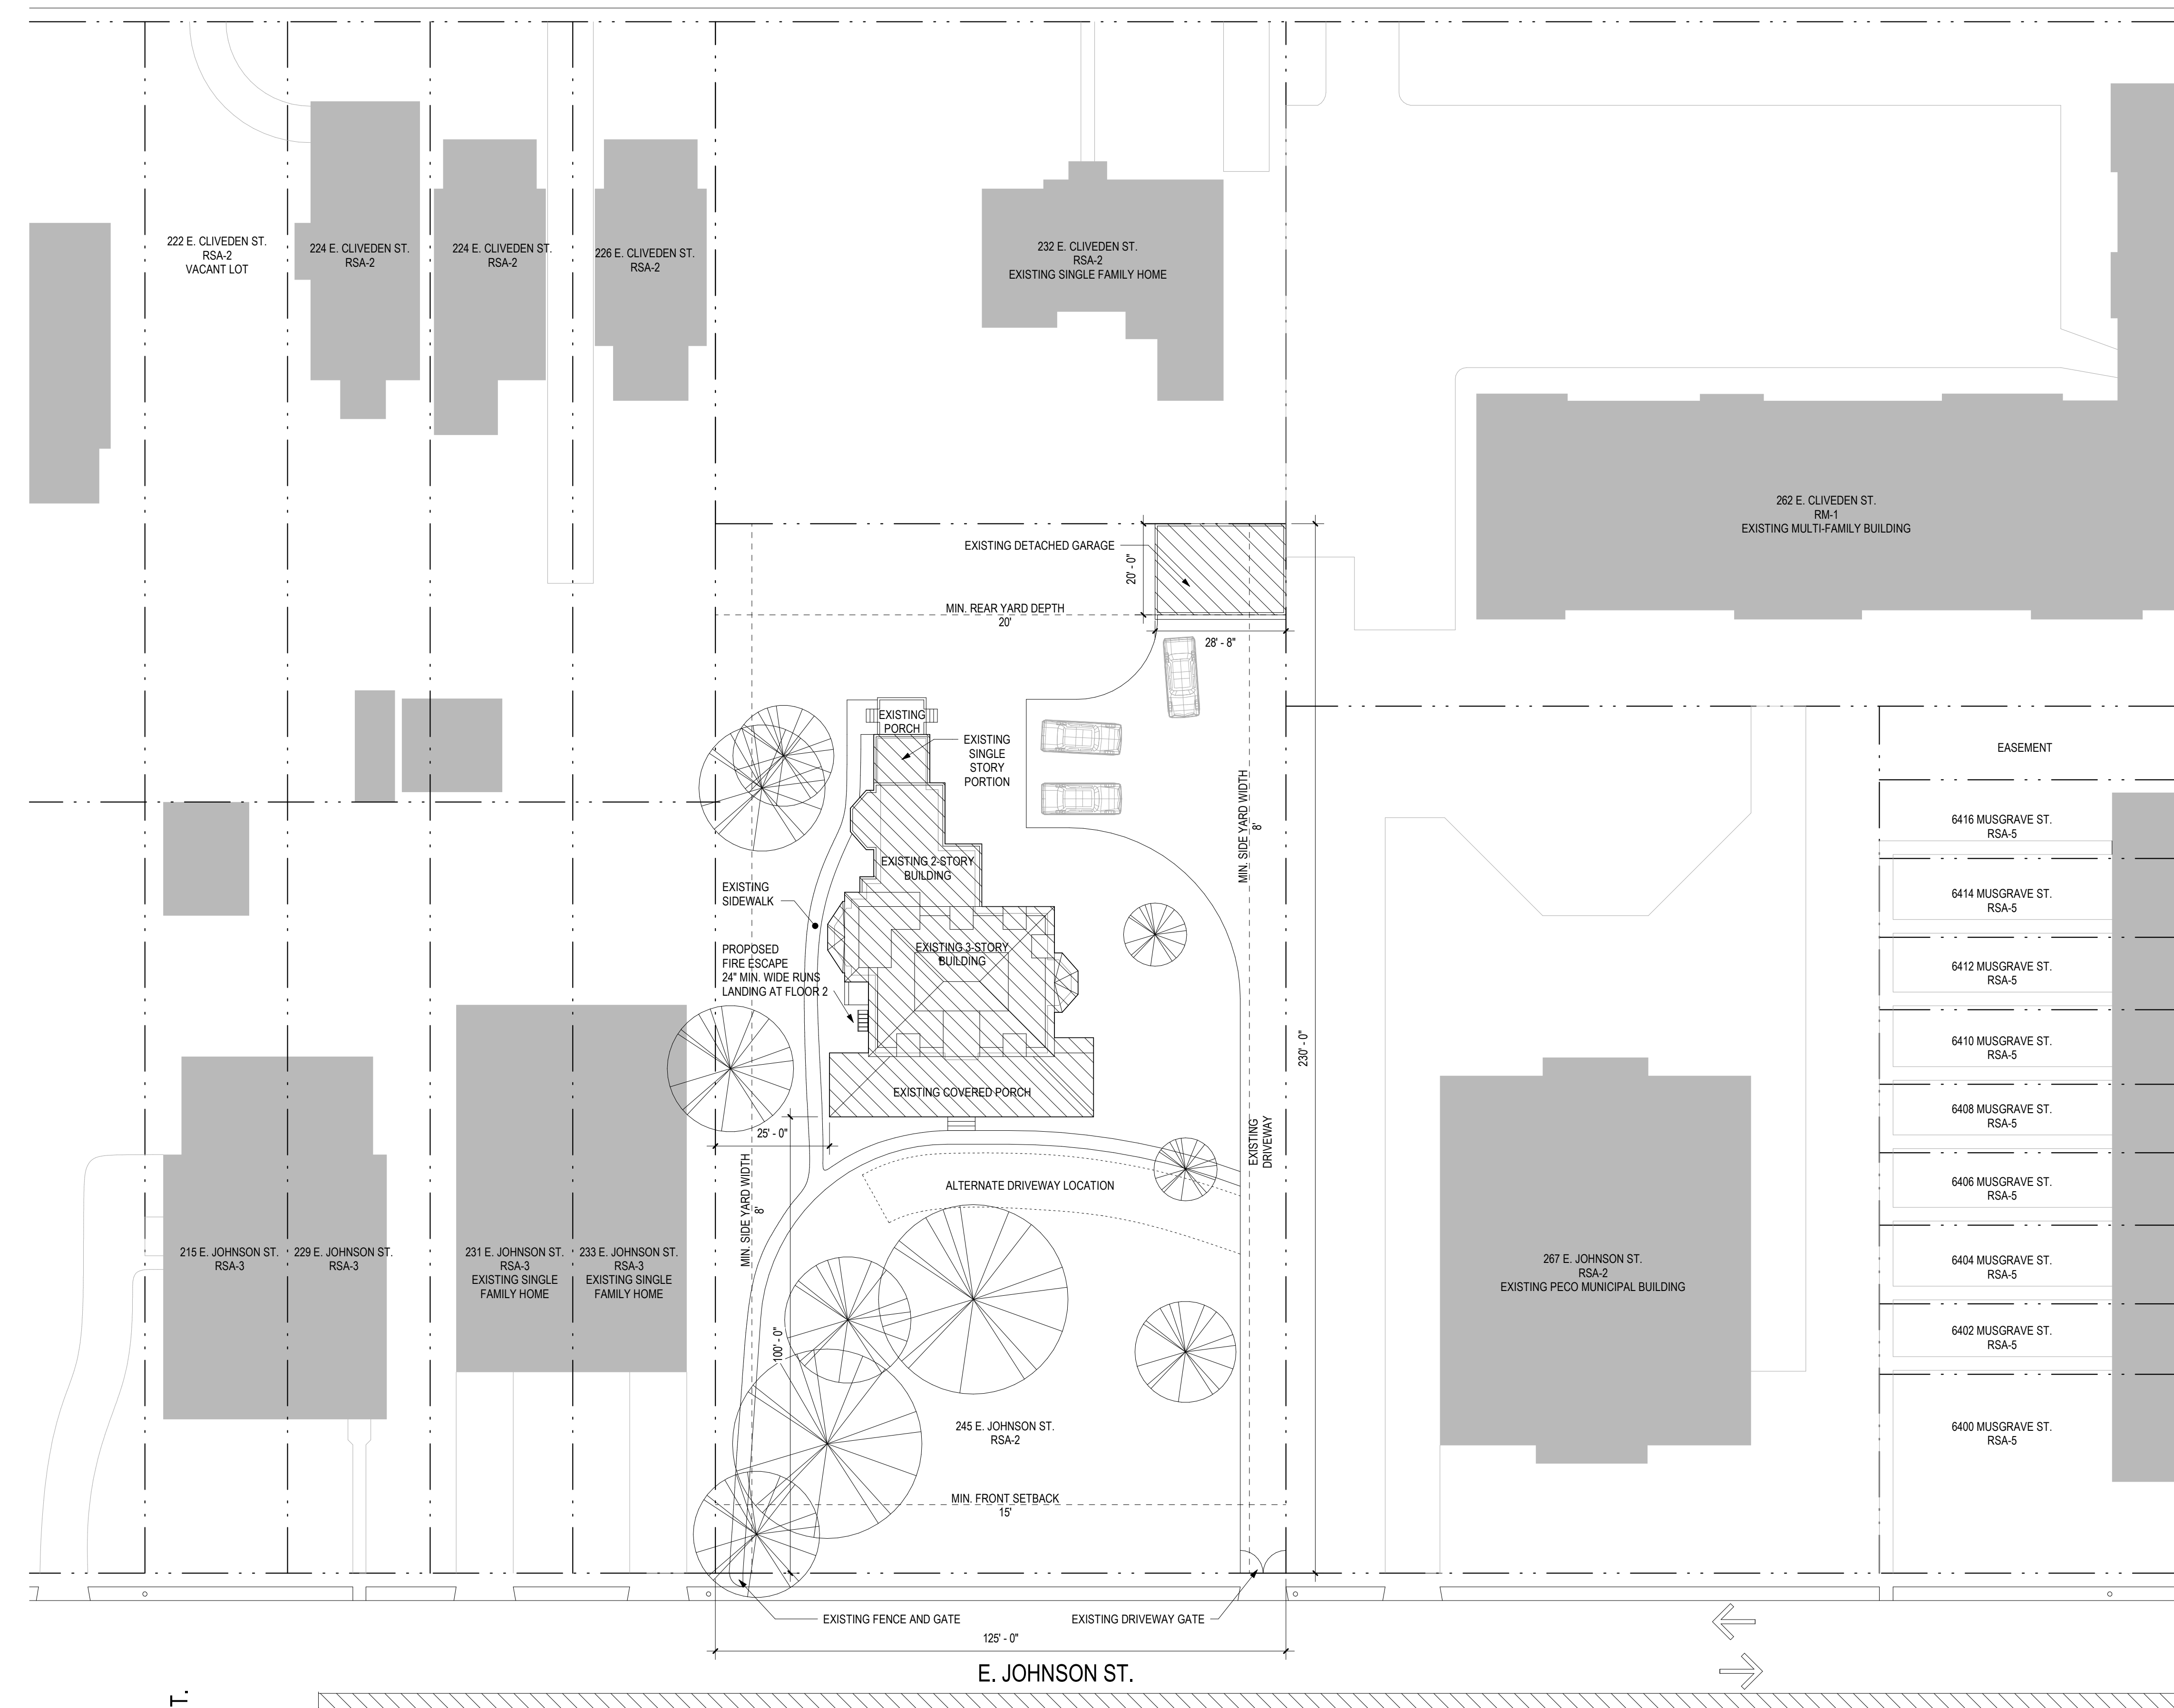 222 E. CLIVEDEN ST.
RSA-2
VACANT LOT
224 E. CLIVEDEN ST.
RSA-2
224 E. CLIVEDEN ST.
RSA-2
226 E. CLIVEDEN ST.
RSA-2
232 E. CLIVEDEN ST.
RSA-2
EXISTING SINGLE FAMILY HOME
262 E. CLIVEDEN ST.
RM-1
EXISTING MULTI-FAMILY BUILDING
EXISTING DETACHED GARAGE
20' - 0"
MIN. REAR YARD DEPTH
20'
28' - 8"
EXISTING
PORCH
EXISTING
SINGLE
STORY
PORTION
MIN. SIDE YARD WIDTH
8'
EASEMENT
6416 MUSGRAVE ST.
RSA-5
EXISTING 2-STORY
BUILDING
EXISTING
SIDEWALK
6414 MUSGRAVE ST.
RSA-5
PROPOSED
FIRE ESCAPE
24" MIN. WIDE RUNS
LANDING AT FLOOR 2
EXISTING 3-STORY
BUILDING
6412 MUSGRAVE ST.
RSA-5
230' - 0"
6410 MUSGRAVE ST.
RSA-5
EXISTING COVERED PORCH
6408 MUSGRAVE ST.
RSA-5
25' - 0"
EXISTING
DRIVEWAY
MIN. SIDE YARD WIDTH
8'
ALTERNATE DRIVEWAY LOCATION
6406 MUSGRAVE ST.
RSA-5
215 E. JOHNSON ST.
RSA-3
229 E. JOHNSON ST.
RSA-3
231 E. JOHNSON ST.
RSA-3
EXISTING SINGLE
FAMILY HOME
233 E. JOHNSON ST.
RSA-3
EXISTING SINGLE
FAMILY HOME
267 E. JOHNSON ST.
RSA-2
EXISTING PECO MUNICIPAL BUILDING
6404 MUSGRAVE ST.
RSA-5
100' - 0"
6402 MUSGRAVE ST.
RSA-5
245 E. JOHNSON ST.
RSA-2
6400 MUSGRAVE ST.
RSA-5
MIN. FRONT SETBACK
15'
EXISTING FENCE AND GATE
EXISTING DRIVEWAY GATE
125' - 0"
E. JOHNSON ST.
T.